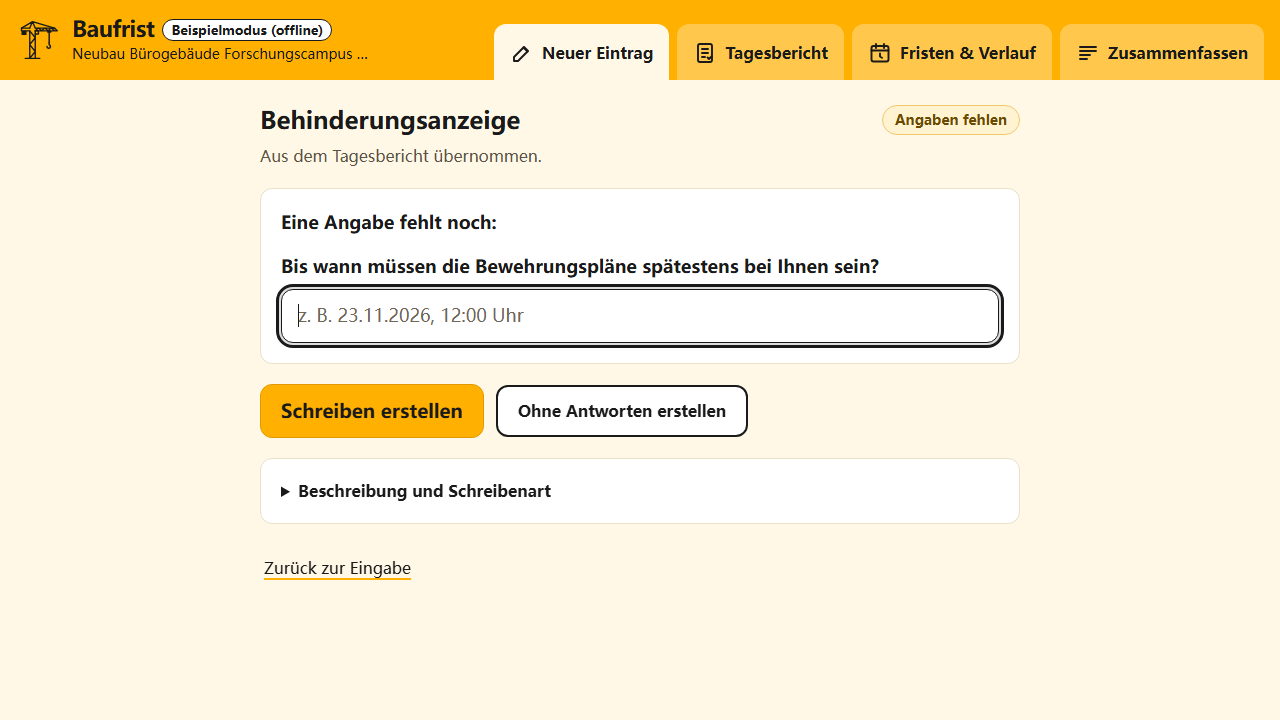 Baufrist Beispielmodus (offline)
Neubau Bürogebäude Forschungscampus ...
Neuer Eintrag
Tagesbericht
Fristen & Verlauf
Zusammenfassen
Behinderungsanzeige
Angaben fehlen
Aus dem Tagesbericht übernommen.
Eine Angabe fehlt noch:
Bis wann müssen die Bewehrungspläne spätestens bei Ihnen sein?
z. B. 23.11.2026, 12:00 Uhr
Schreiben erstellen
Ohne Antworten erstellen
Beschreibung und Schreibenart
Zurück zur Eingabe